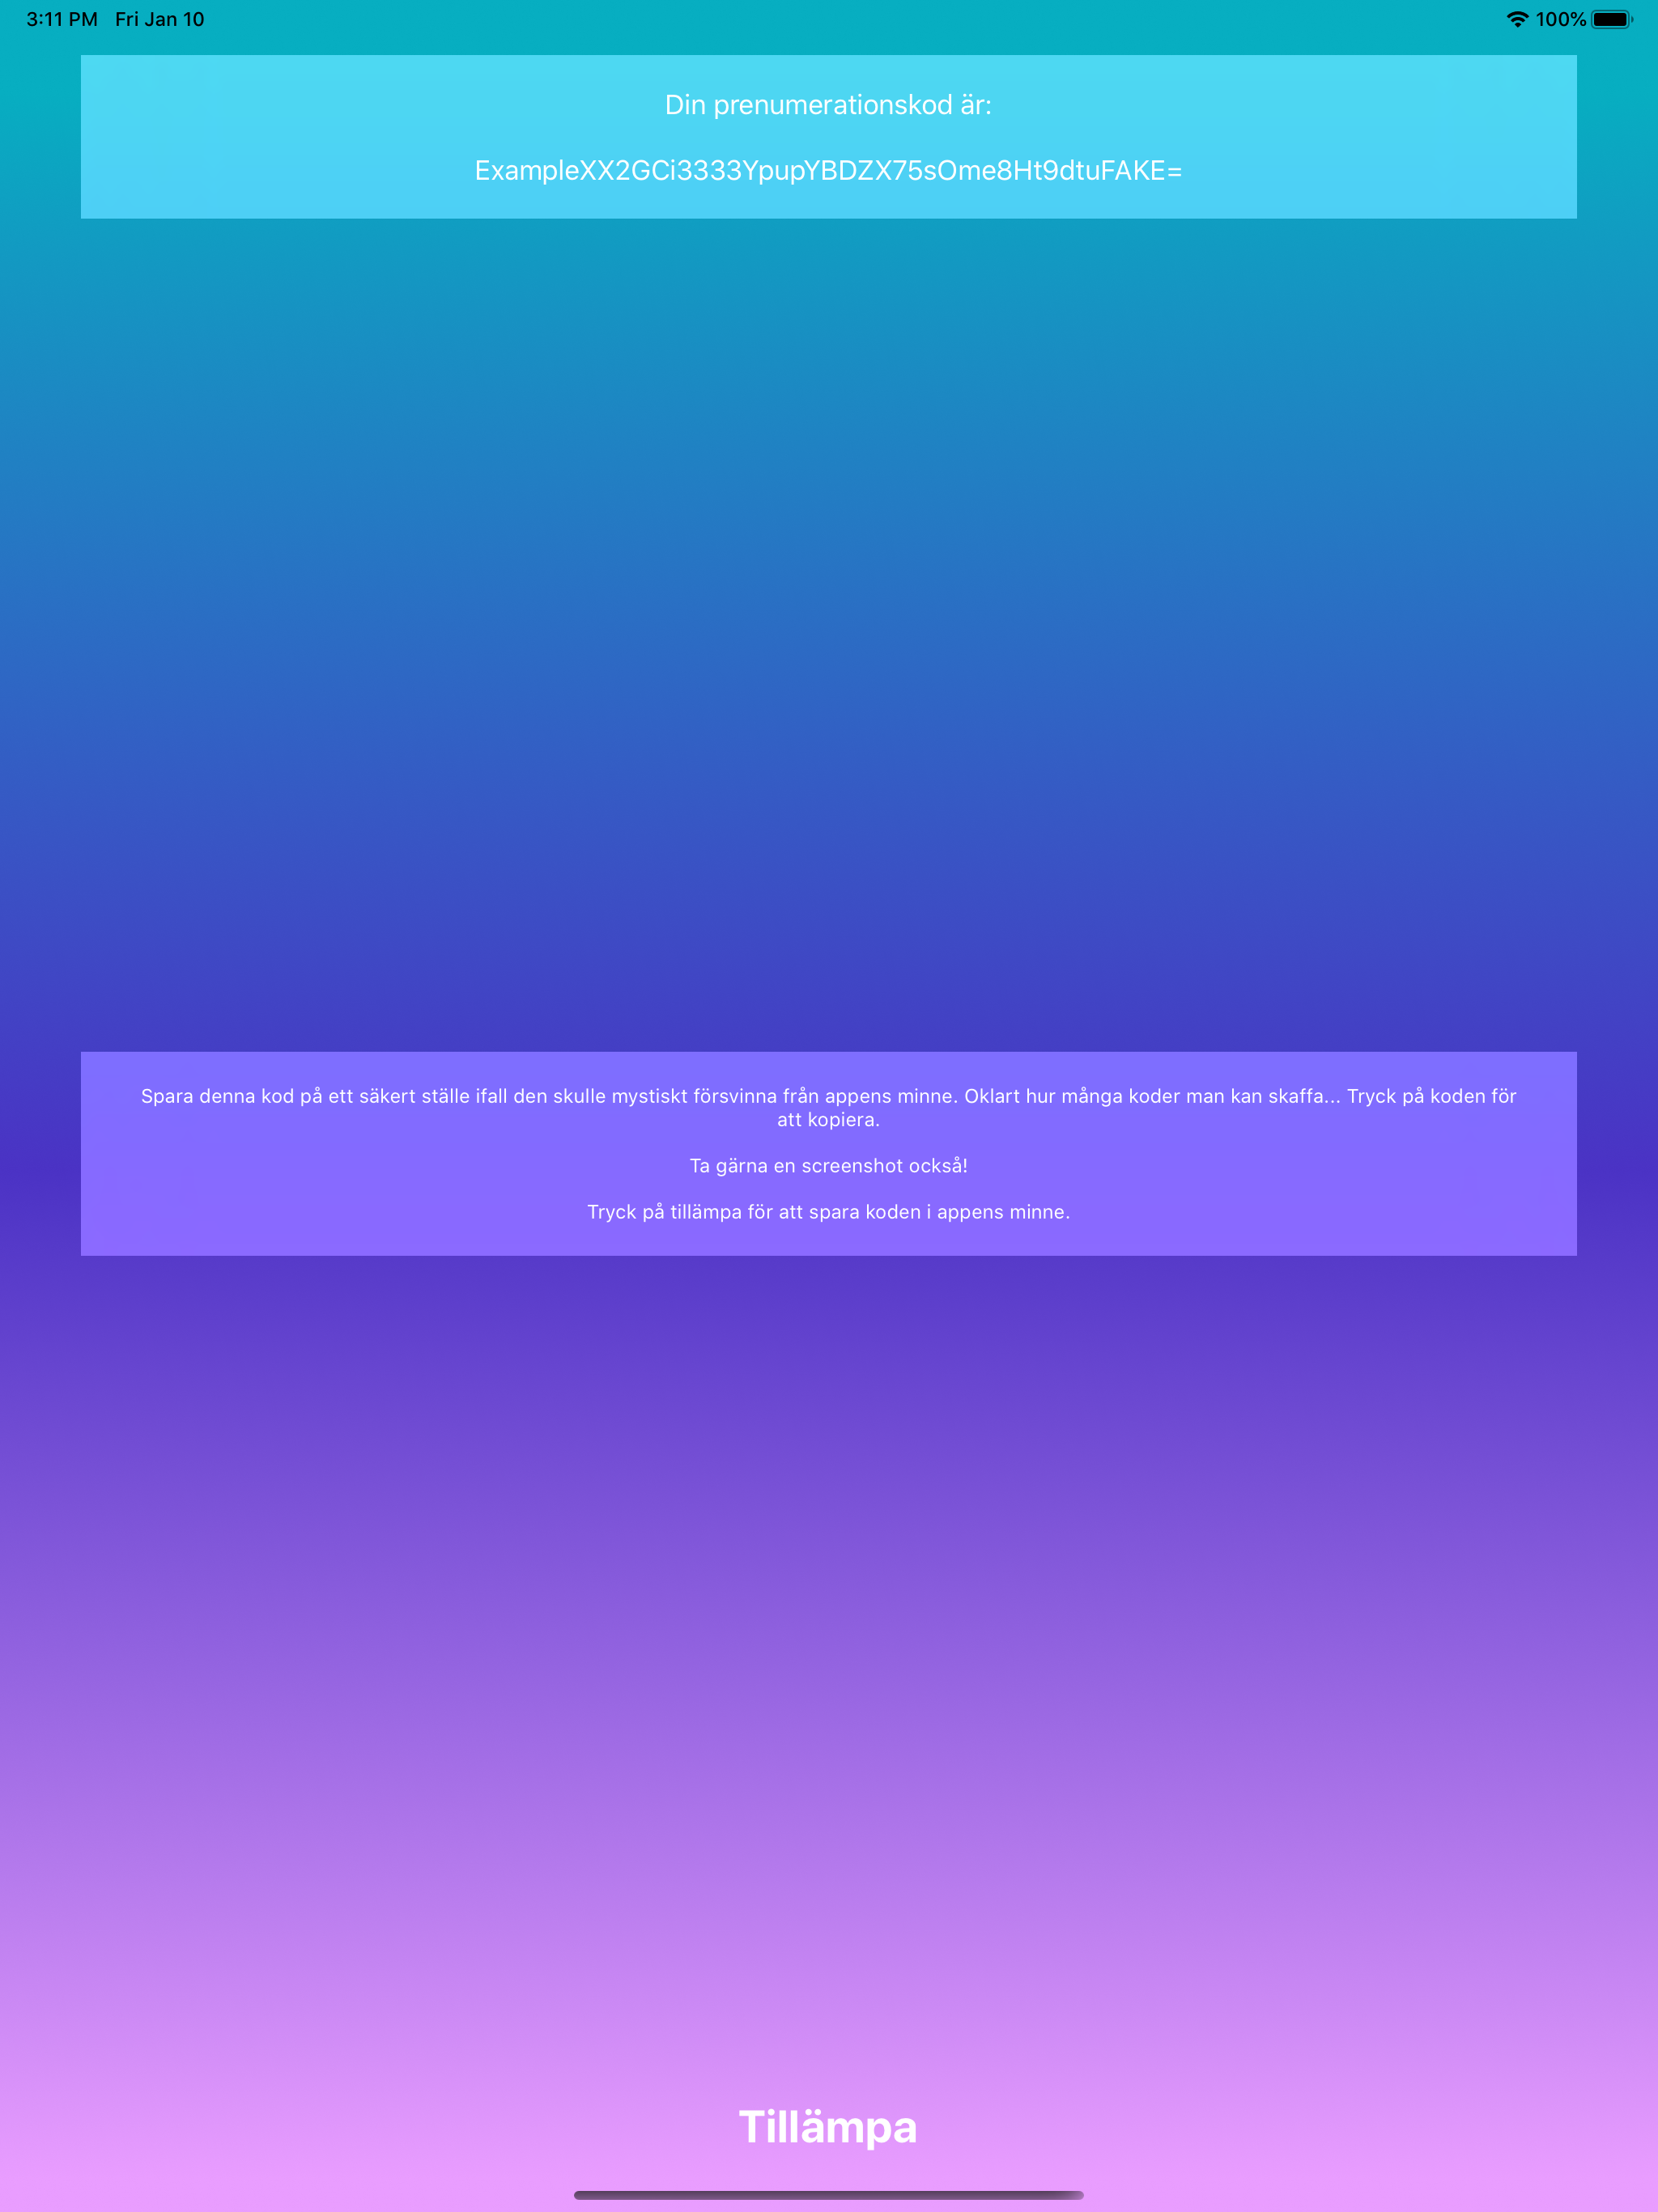 3:11 PM Fri Jan 10 100%
Din prenumerationskod är:
ExampleXX2GCi3333YpupYBDZX75sOme8Ht9dtuFAKE=
Spara denna kod på ett säkert ställe ifall den skulle mystiskt försvinna från appens minne. Oklart hur många koder man kan skaffa... Tryck på koden för
att kopiera.
Ta gärna en screenshot också!
Tryck på tillämpa för att spara koden i appens minne.
Tillämpa